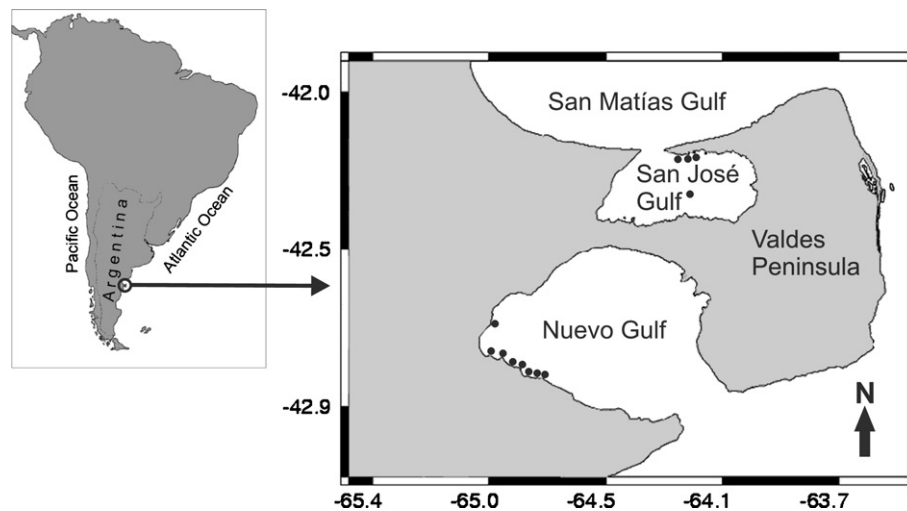 Pacific Ocean
Argentina
Atlantic Ocean
-42.0
-42.5
-42.9
San Matías Gulf
San José
Gulf
Valdes
Peninsula
Nuevo Gulf
N
-65.4
-65.0
-64.5
-64.1
-63.7